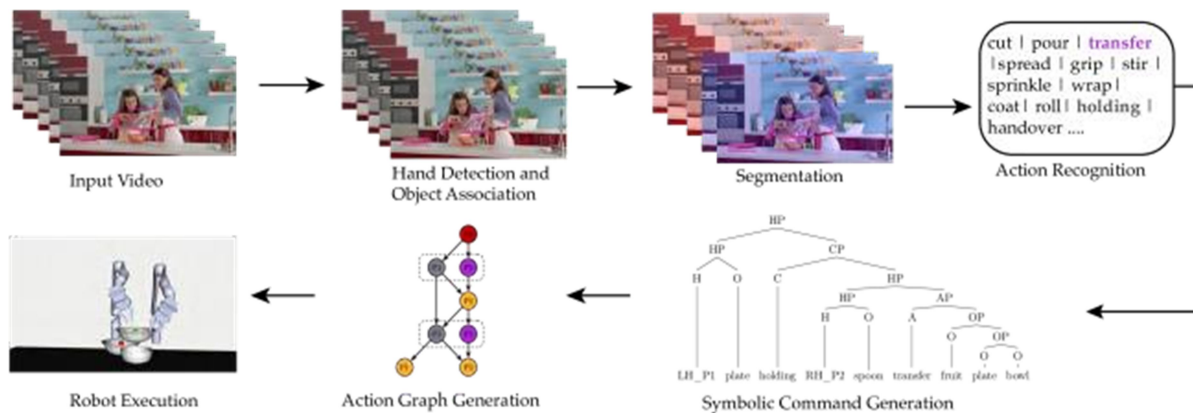 Input Video
Hand Detection and
Object Association
Segmentation
cut | pour | transfer
|spread | grip | stir |
sprinkle | wrap|
coat| roll| holding |
handover ....
Action Recognition
HP
HP CP
H O C HP
HP AP
H O A OP
O OP
O O
LH_P1 plate holding RH_P2 spoon transfer fruit plate bowl
Symbolic Command Generation
Action Graph Generation
Robot Execution